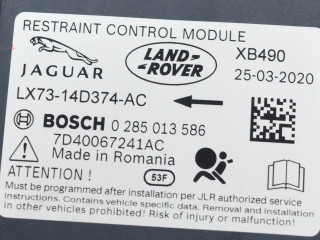 RESTRAINT CONTROL MODULE
JAGUAR
LAND ROVER
XB490
25-03-2020
LX73-14D374-AC
BOSCH 0 285 013 586
7D40067241AC
Made in Romania
53F
ATTENTION !
Must be programmed after installation per JLR authorized service
instructions. Contains vehicle specific data. Removal and installation
in other vehicles prohibited! Risk of injury or malfunction!